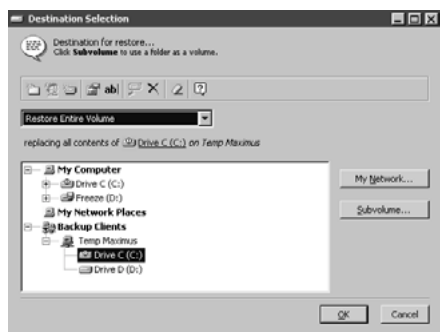 Destination Selection
Destination for restore...
Click Subvolume to use a folder as a volume.
ab|
Restore Entire Volume
replacing all contents of Drive C (C:) on Temp Maximus
My Computer
Drive C (C:)
Freeze (D:)
My Network Places
Backup Clients
Temp Maximus
Drive C (C:)
Drive D (D:)
My Network...
Subvolume...
OK
Cancel